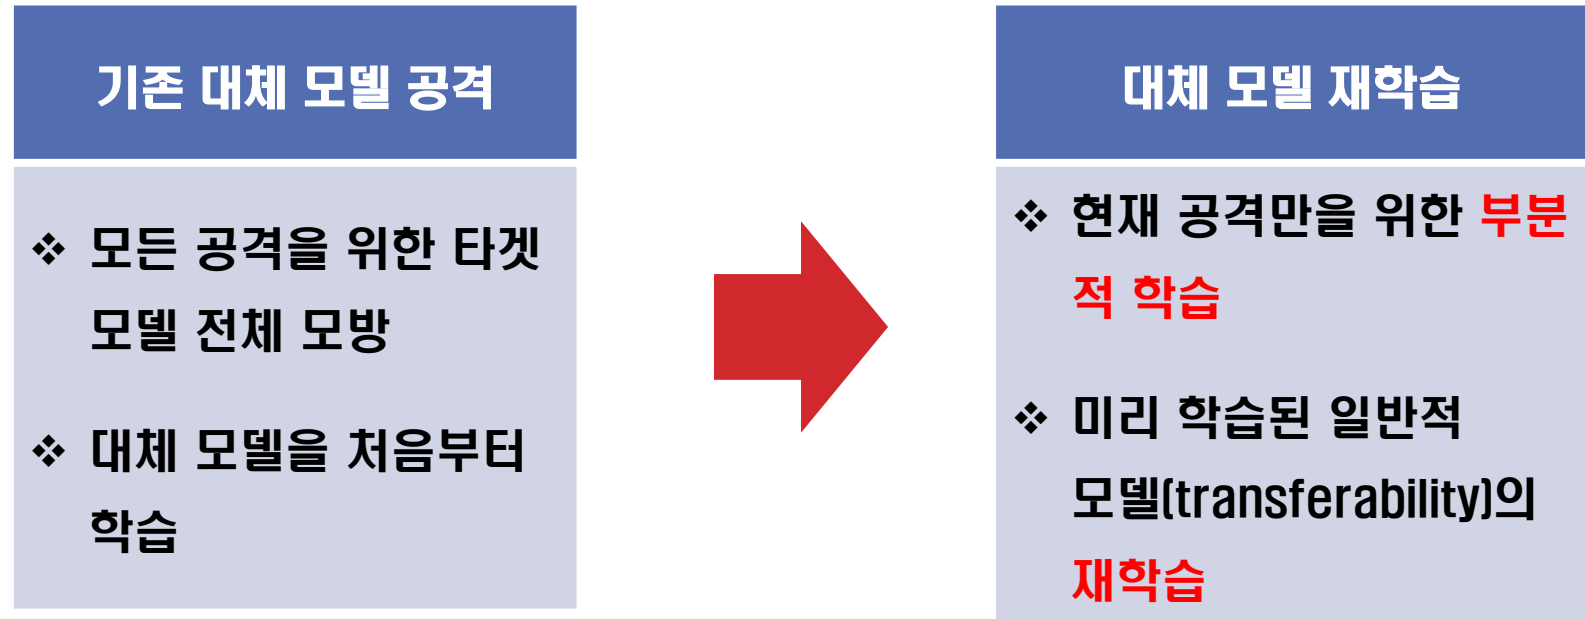 기존 대체 모델 공격
❖ 모든 공격을 위한 타겟
모델 전체 모방
❖ 대체 모델을 처음부터
학습
대체 모델 재학습
❖ 현재 공격만을 위한 부분
적 학습
❖ 미리 학습된 일반적
모델(transferability)의
재학습